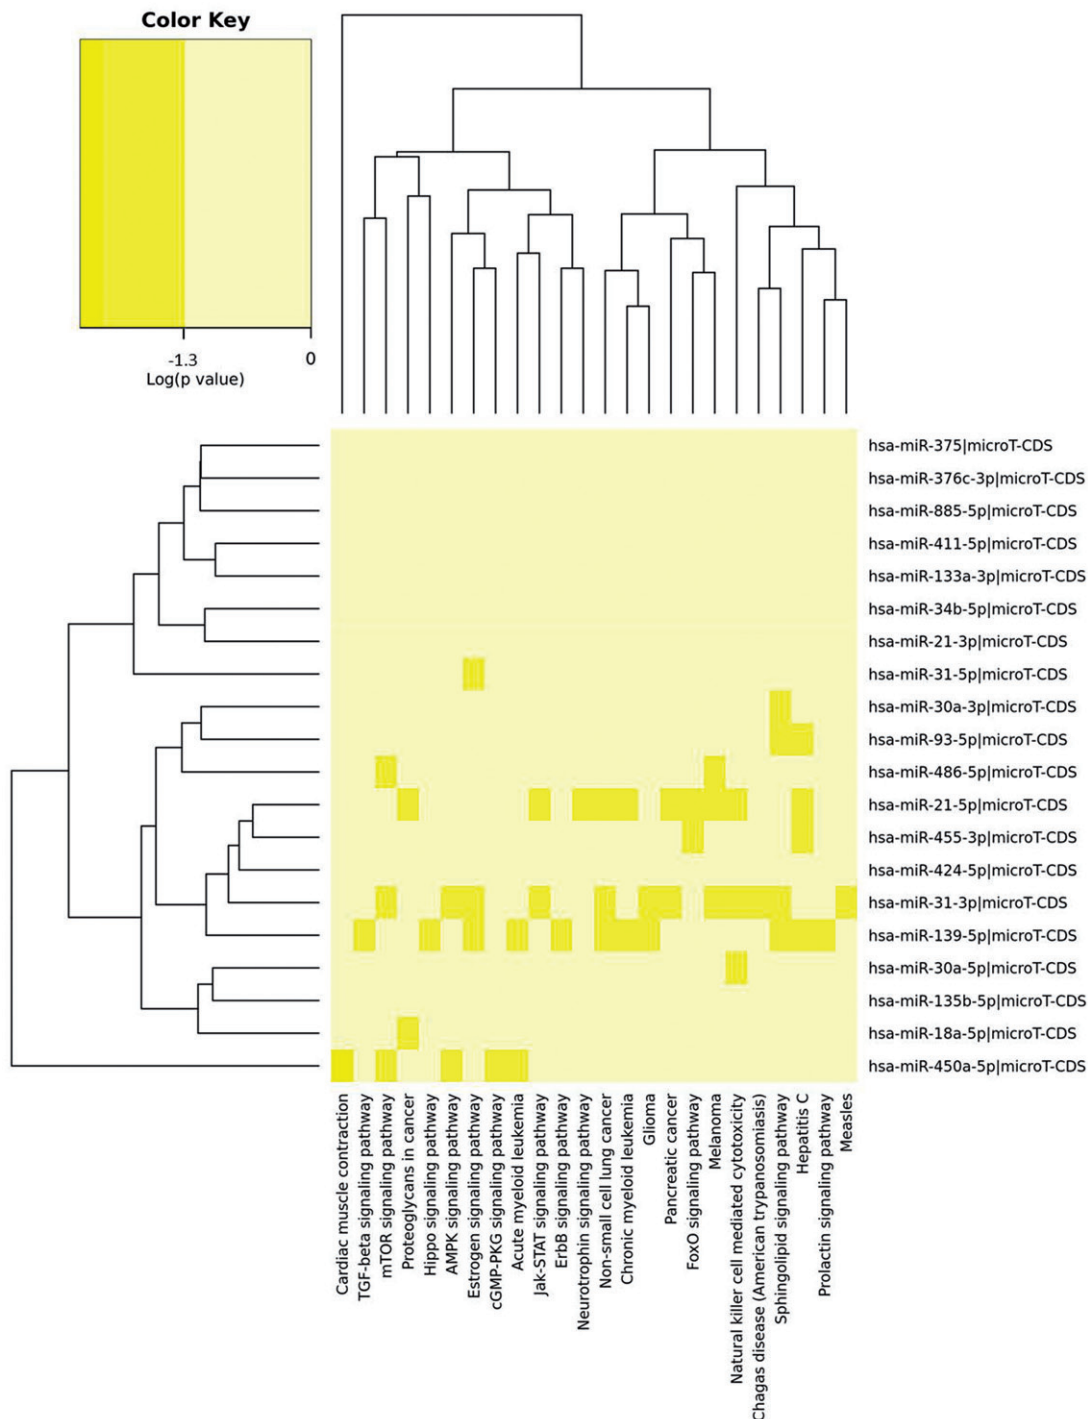 Color Key
-1.3
0
Log(p value)
hsa-miR-375|microT-CDS
hsa-miR-376c-3p|microT-CDS
hsa-miR-885-5p|microT-CDS
hsa-miR-411-5p|microT-CDS
hsa-miR-133a-3p|microT-CDS
hsa-miR-34b-5p|microT-CDS
hsa-miR-21-3p|microT-CDS
hsa-miR-31-5p|microT-CDS
hsa-miR-30a-3p|microT-CDS
hsa-miR-93-5p|microT-CDS
hsa-miR-486-5p|microT-CDS
hsa-miR-21-5p|microT-CDS
hsa-miR-455-3p|microT-CDS
hsa-miR-424-5p|microT-CDS
hsa-miR-31-3p|microT-CDS
hsa-miR-139-5p|microT-CDS
hsa-miR-30a-5p|microT-CDS
hsa-miR-135b-5p|microT-CDS
hsa-miR-18a-5p|microT-CDS
hsa-miR-450a-5p|microT-CDS
Cardiac muscle contraction
TGF-beta signaling pathway
mTOR signaling pathway
Proteoglycans in cancer
Hippo signaling pathway
AMPK signaling pathway
Estrogen signaling pathway
cGMP-PKG signaling pathway
Acute myeloid leukemia
Jak-STAT signaling pathway
ErbB signaling pathway
Neurotrophin signaling pathway
Non-small cell lung cancer
Chronic myeloid leukemia
Glioma
Pancreatic cancer
FoxO signaling pathway
Melanoma
Natural killer cell mediated cytotoxicity
Chagas disease (American trypanosomiasis)
Sphingolipid signaling pathway
Hepatitis C
Prolactin signaling pathway
Measles